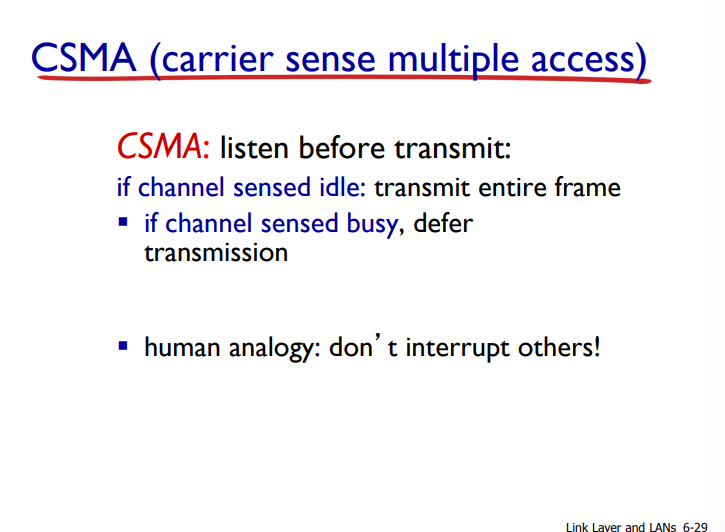 CSMA (carrier sense multiple access)
CSMA: listen before transmit:
if channel sensed idle: transmit entire frame
▪ if channel sensed busy, defer
transmission
▪ human analogy: don’t interrupt others!
Link Layer and LANs 6-29